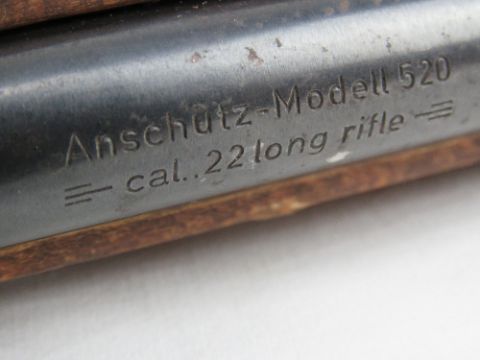 Anschütz-Modell 520
cal..22 long rifle